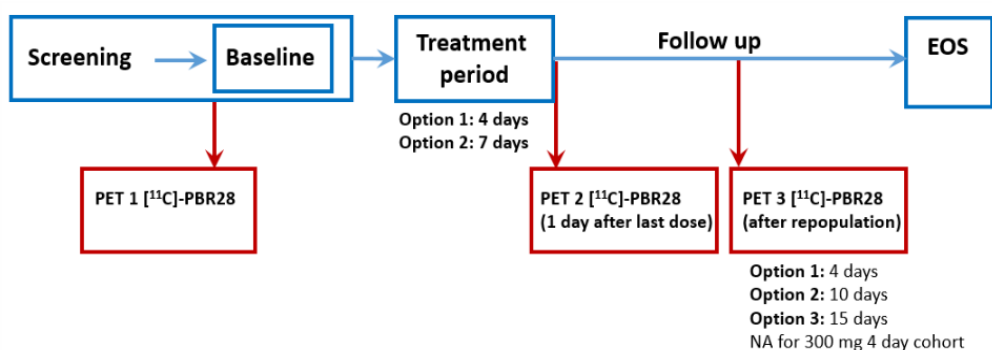 Screening
Baseline
Treatment
period
Follow up
EOS
Option 1: 4 days
Option 2: 7 days
PET 1 [¹¹C]-PBR28
PET 2 [¹¹C]-PBR28
(1 day after last dose)
PET 3 [¹¹C]-PBR28
(after repopulation)
Option 1: 4 days
Option 2: 10 days
Option 3: 15 days
NA for 300 mg 4 day cohort